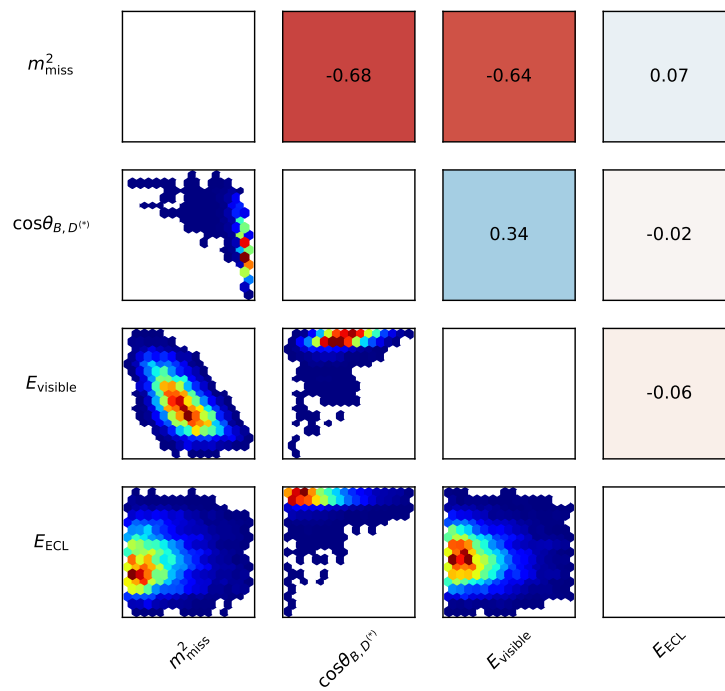 m²miss
-0.68
-0.64
0.07
cosθB, D(*)
0.34
-0.02
Evisible
-0.06
EECL
m²miss
cosθB, D(*)
Evisible
EECL